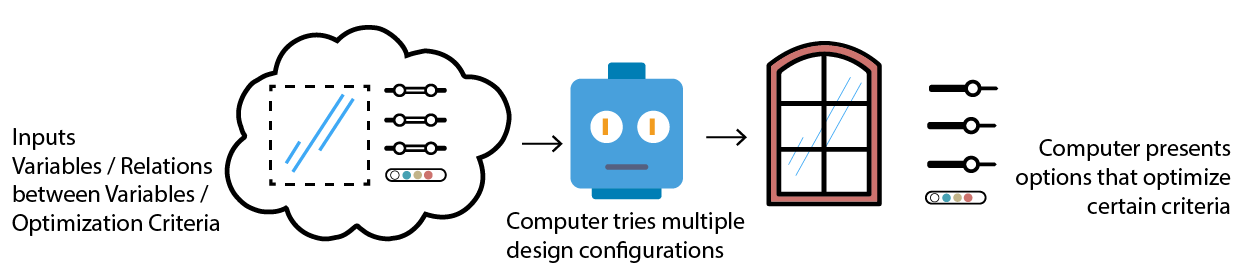 Inputs
Variables / Relations
between Variables /
Optimization Criteria
Computer tries multiple
design configurations
Computer presents
options that optimize
certain criteria